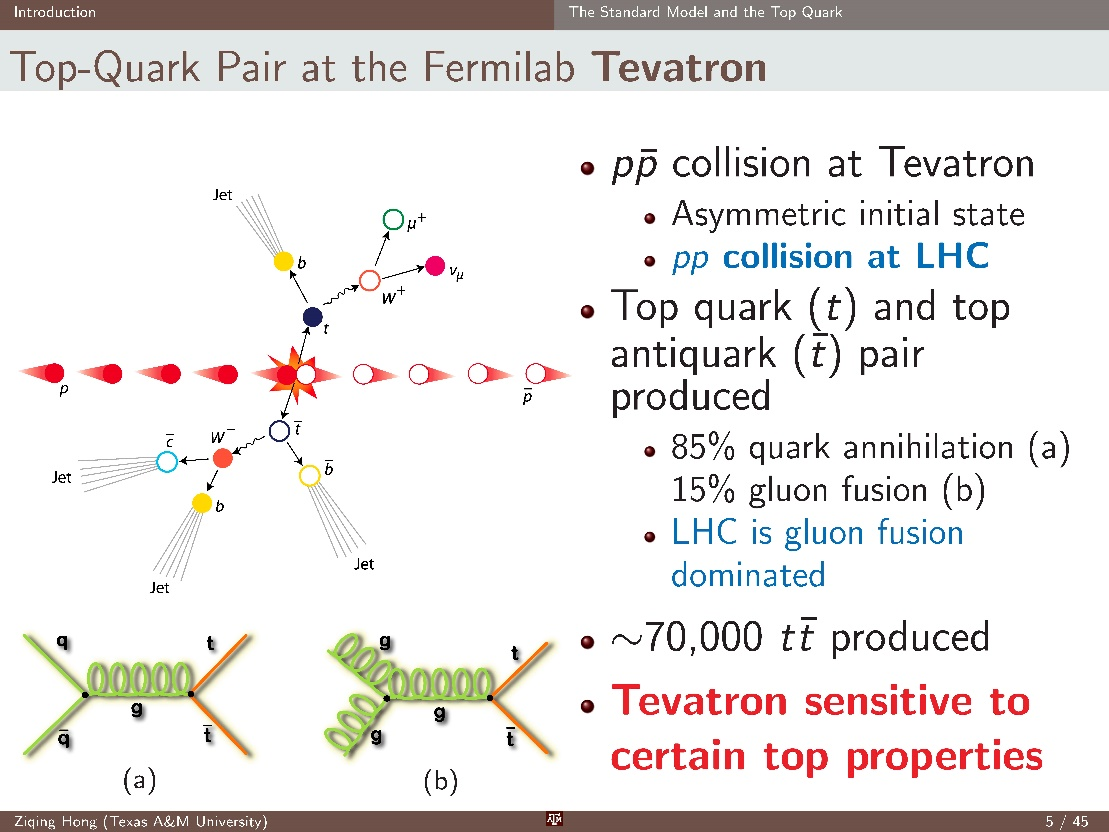 Introduction
The Standard Model and the Top Quark
Top-Quark Pair at the Fermilab Tevatron
Jet
μ⁺
b
ν_μ
W⁺
t
p
p̄
t̄
c̄
W⁻
b̄
Jet
b
Jet
Jet
q
t
g
q̄
t̄
(a)
g
t
g
g
t̄
(b)
pp̄ collision at Tevatron
Asymmetric initial state
pp collision at LHC
Top quark (t) and top
antiquark (t̄) pair
produced
85% quark annihilation (a)
15% gluon fusion (b)
LHC is gluon fusion
dominated
~70,000 tt̄ produced
Tevatron sensitive to
certain top properties
Ziqing Hong (Texas A&M University)
ATM
5 / 45